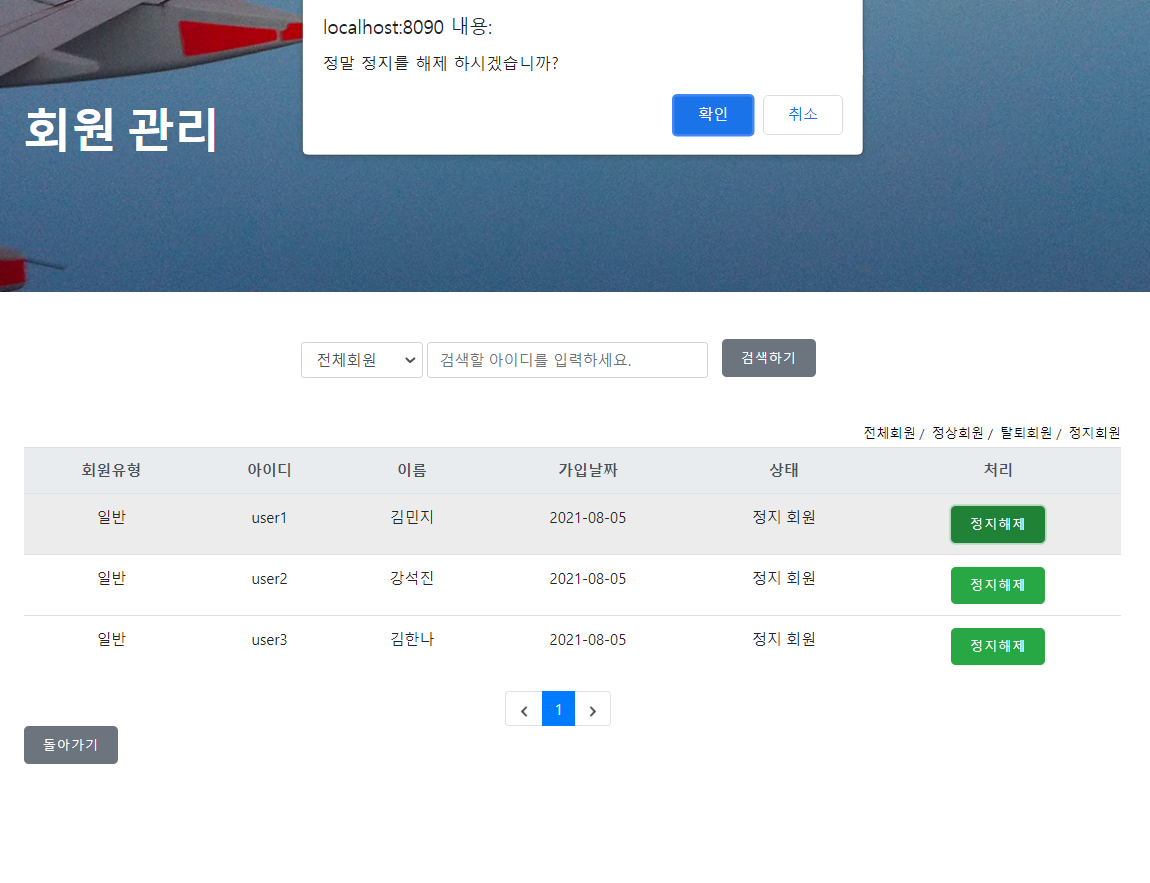 localhost:8090 내용:
정말 정지를 해제 하시겠습니까?
확인 취소
회원 관리
전체회원 검색할 아이디를 입력하세요. 검색하기
전체회원 / 정상회원 / 탈퇴회원 / 정지회원
회원유형 아이디 이름 가입날짜 상태 처리
일반 user1 김민지 2021-08-05 정지 회원 정지해제
일반 user2 강석진 2021-08-05 정지 회원 정지해제
일반 user3 김한나 2021-08-05 정지 회원 정지해제
1
돌아가기